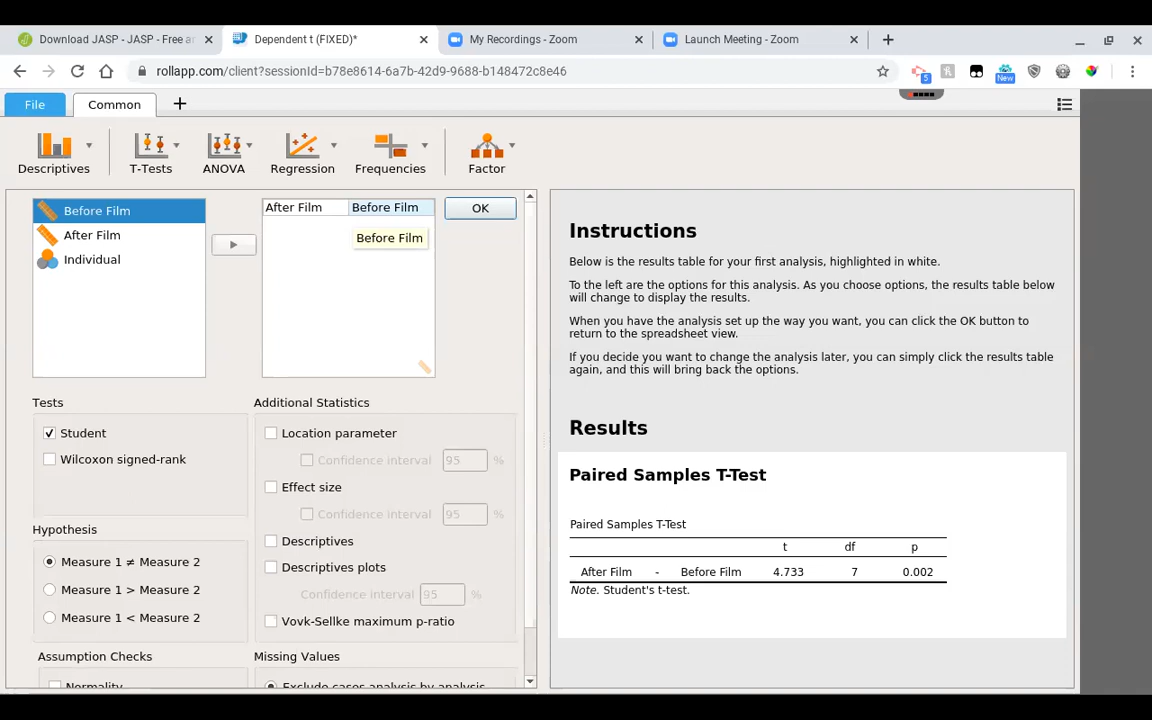 Download JASP - JASP - Free a
Dependent t (FIXED)*
My Recordings - Zoom
Launch Meeting - Zoom
rollapp.com/client?sessionId=b78e8614-6a7b-42d9-9688-b148472c8e46
5
New
File
Common
Descriptives
T-Tests
ANOVA
Regression
Frequencies
Factor
Before Film
After Film
Individual
After Film Before Film
Before Film
OK
Tests
Student
Wilcoxon signed-rank
Hypothesis
Measure 1 ≠ Measure 2
Measure 1 > Measure 2
Measure 1 < Measure 2
Assumption Checks
Normality
Additional Statistics
Location parameter
Confidence interval 95 %
Effect size
Confidence interval 95 %
Descriptives
Descriptives plots
Confidence interval 95 %
Vovk-Sellke maximum p-ratio
Missing Values
Exclude cases analysis by analysis
Instructions
Below is the results table for your first analysis, highlighted in white.
To the left are the options for this analysis. As you choose options, the results table below
will change to display the results.
When you have the analysis set up the way you want, you can click the OK button to
return to the spreadsheet view.
If you decide you want to change the analysis later, you can simply click the results table
again, and this will bring back the options.
Results
Paired Samples T-Test
Paired Samples T-Test
t df p
After Film - Before Film 4.733 7 0.002
Note. Student's t-test.